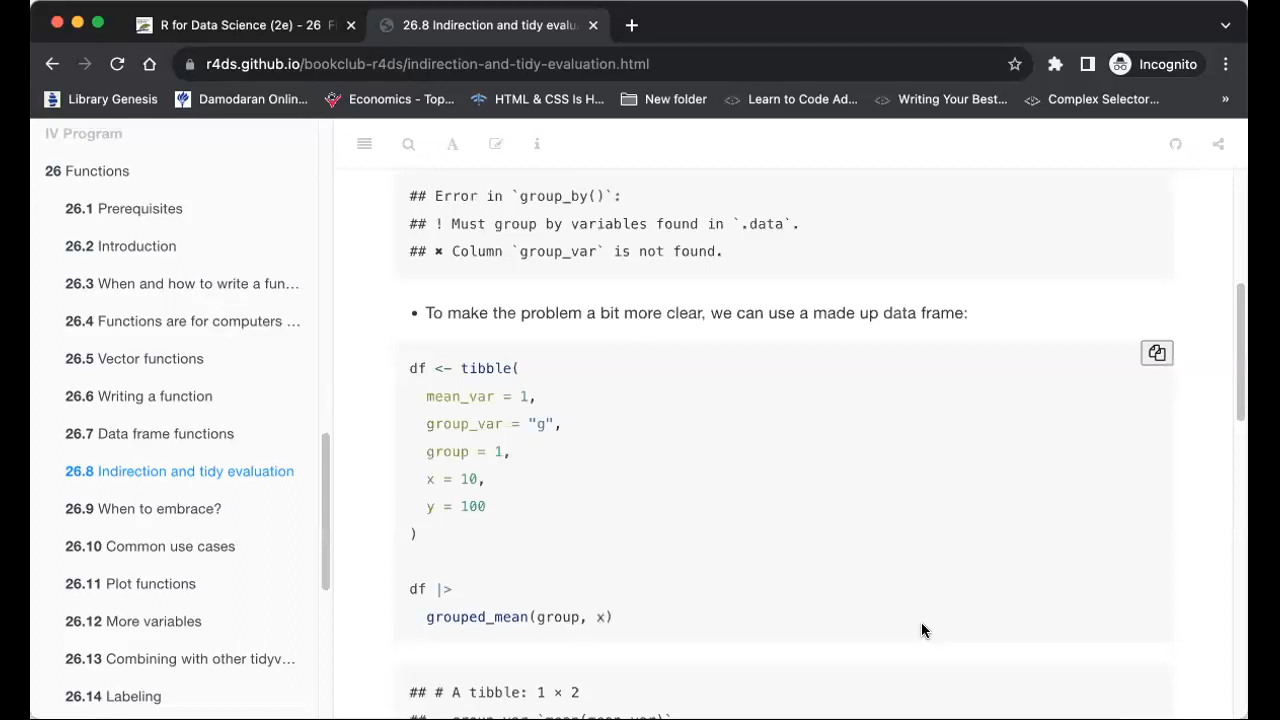 R for Data Science (2e) - 26 F
26.8 Indirection and tidy evalu
r4ds.github.io/bookclub-r4ds/indirection-and-tidy-evaluation.html
Incognito
Library Genesis
Damodaran Onlin...
Economics - Top...
HTML & CSS Is H...
New folder
Learn to Code Ad...
Writing Your Best...
Complex Selector...
»
IV Program
26 Functions
26.1 Prerequisites
26.2 Introduction
26.3 When and how to write a fun...
26.4 Functions are for computers ...
26.5 Vector functions
26.6 Writing a function
26.7 Data frame functions
26.8 Indirection and tidy evaluation
26.9 When to embrace?
26.10 Common use cases
26.11 Plot functions
26.12 More variables
26.13 Combining with other tidyv...
26.14 Labeling
## Error in `group_by()`:
## ! Must group by variables found in `.data`.
## ✖ Column `group_var` is not found.
• To make the problem a bit more clear, we can use a made up data frame:
df <- tibble(
mean_var = 1,
group_var = "g",
group = 1,
x = 10,
y = 100
)
df |>
grouped_mean(group, x)
## # A tibble: 1 × 2
## group_var `mean(mean_var)`